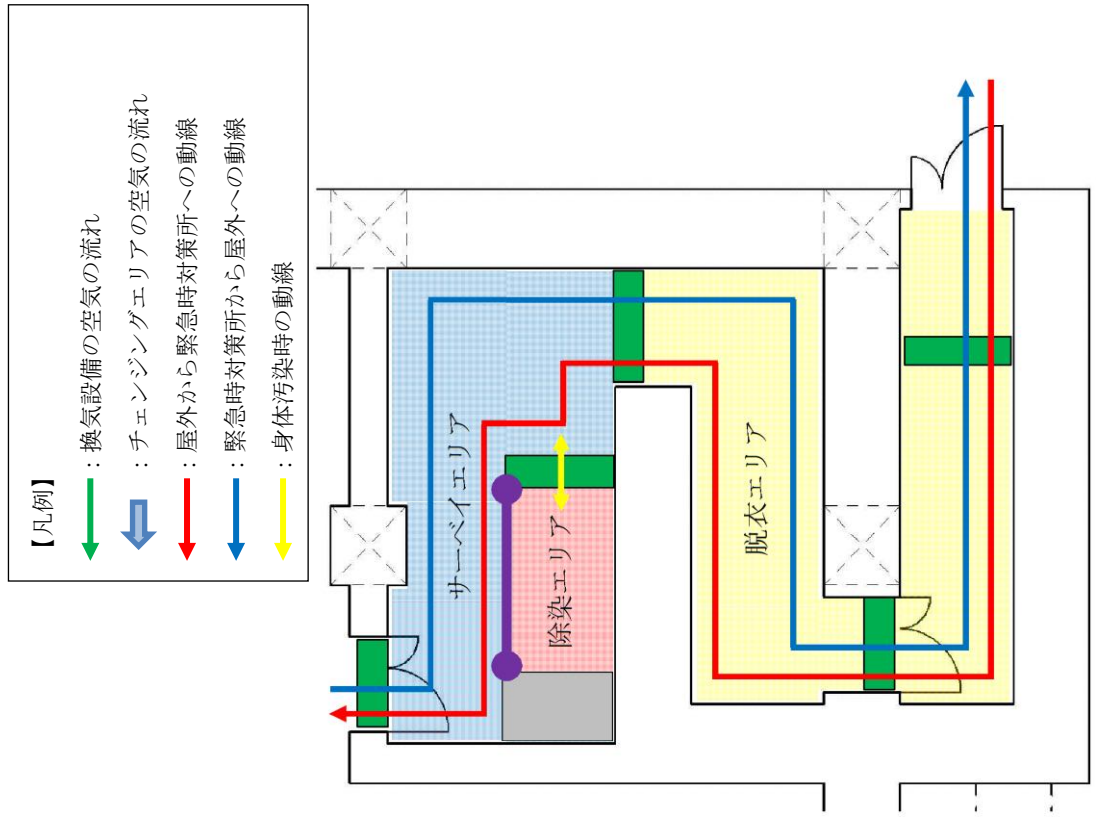 【凡例】
：換気設備の空気の流れ
：チェンジングエリアの空気の流れ
：屋外から緊急時対策所への動線
：緊急時対策所から屋外への動線
：身体汚染時の動線
サーベイエリア
除染エリア
脱衣エリア